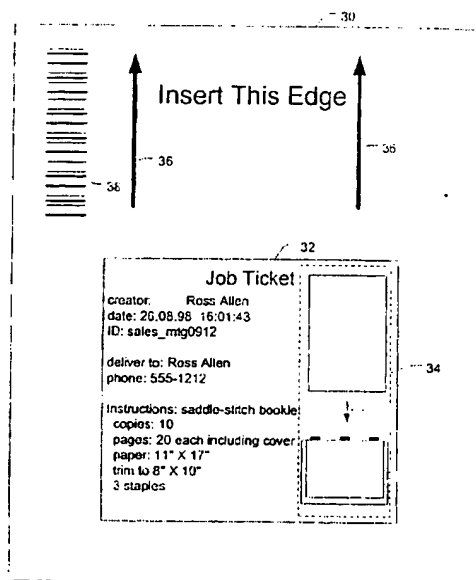 30
Insert This Edge
36
36
38
32
Job Ticket
creator: Ross Allen
date: 26.08.98 16:01:43
ID: sales_mtg0912
deliver to: Ross Allen
34
phone: 555-1212
Instructions: saddle-stitch booklet
copies: 10
pages: 20 each including cover
paper: 11" X 17"
trim to 8" X 10"
3 staples